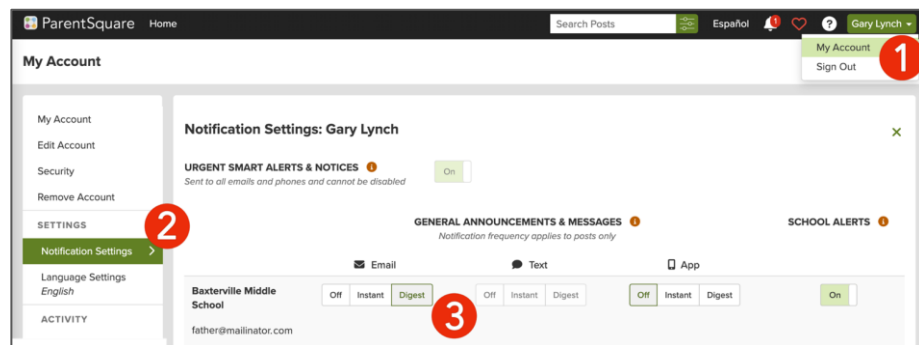 ParentSquare Home Search Posts Español 1 ? Gary Lynch
My Account
Sign Out
1
My Account
My Account
Edit Account
Security
Remove Account
SETTINGS
2
Notification Settings
Language Settings
English
ACTIVITY
Notification Settings: Gary Lynch
URGENT SMART ALERTS & NOTICES i On
Sent to all emails and phones and cannot be disabled
GENERAL ANNOUNCEMENTS & MESSAGES i SCHOOL ALERTS i
Notification frequency applies to posts only
Email Text App
Baxterville Middle School
Off Instant Digest Off Instant Digest Off Instant Digest On
3
father@mailinator.com